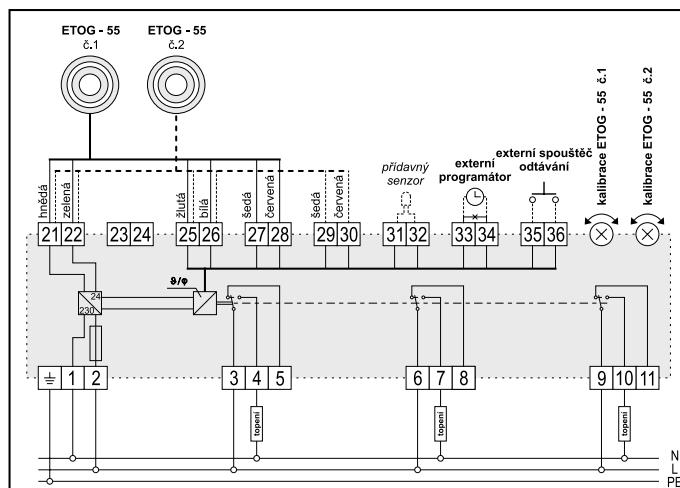 ETOG - 55
č.1
ETOG - 55
č.2
hnědá
zelená
žlutá
bílá
šedá
červená
šedá
červená
přídavný
senzor
externí
programátor
externí spouštěč
odtávání
kalibrace ETOG - 55 č.1
kalibrace ETOG - 55 č.2
21 22 23 24 25 26 27 28 29 30 31 32 33 34 35 36
24
230
ϑ/φ
1 2 3 4 5 6 7 8 9 10 11
topení
topení
topení
N
L
PE